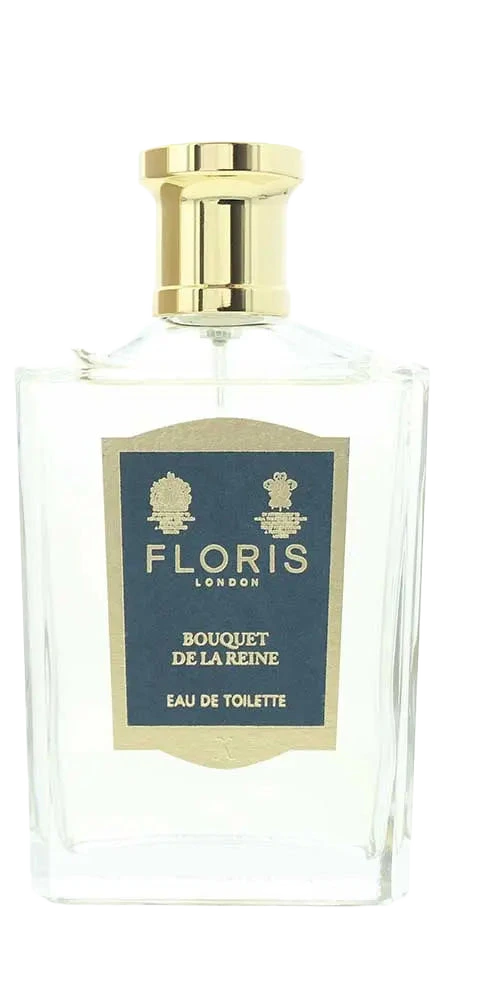 FLORIS
LONDON
BOUQUET
DE LA REINE
EAU DE TOILETTE